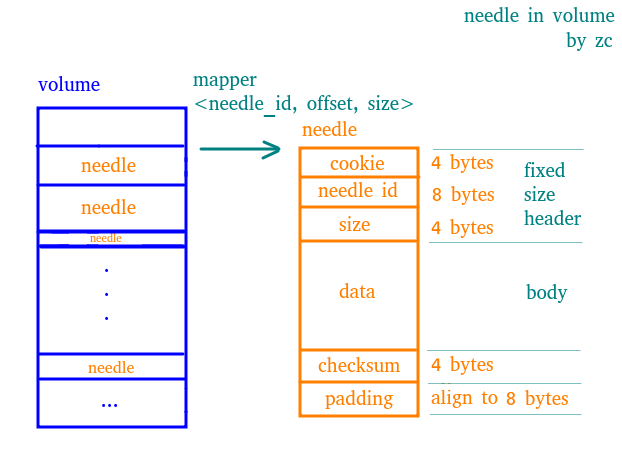 needle in volume
by zc
volume
mapper
<needle_id, offset, size>
needle
needle
needle
needle
.
.
.
needle
...
cookie
4 bytes
needle id
8 bytes
size
4 bytes
fixed
size
header
data
body
checksum
4 bytes
padding
align to 8 bytes